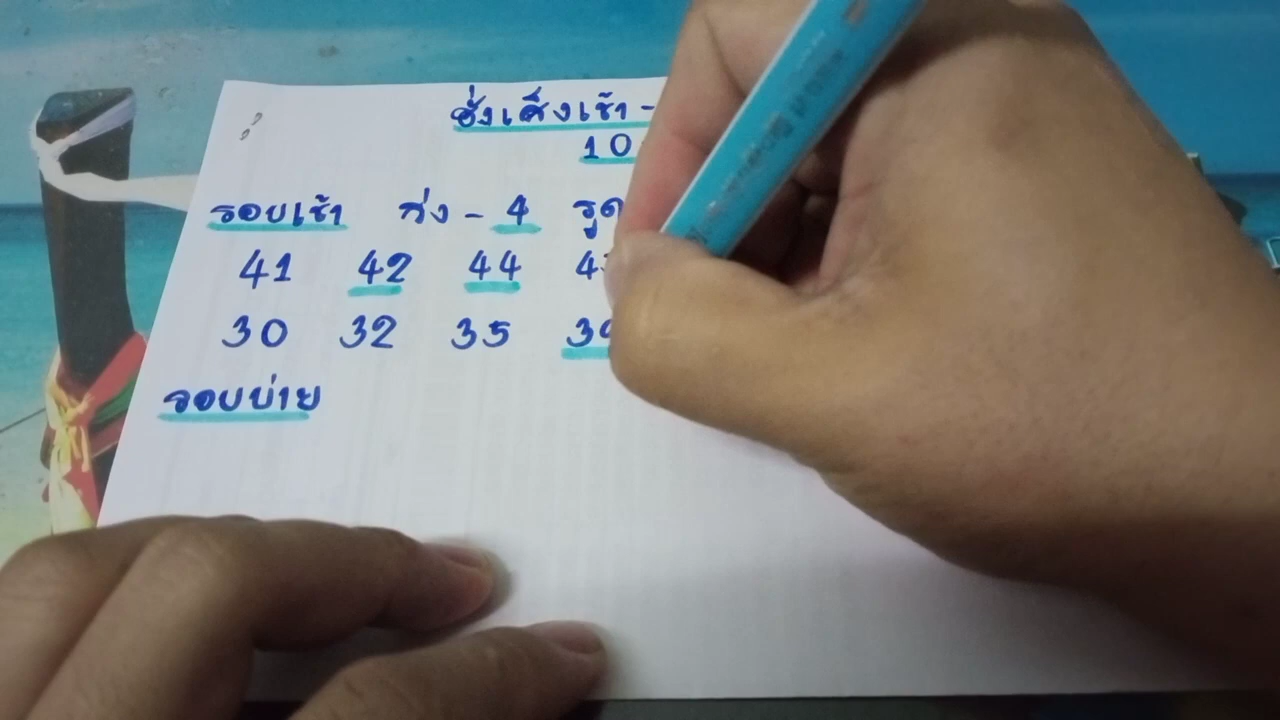 ฮั่งเส็งเช้า -
10
รอบเช้า ก่ง - 4 รูด
41 42 44
30 32 35
รอบบ่าย